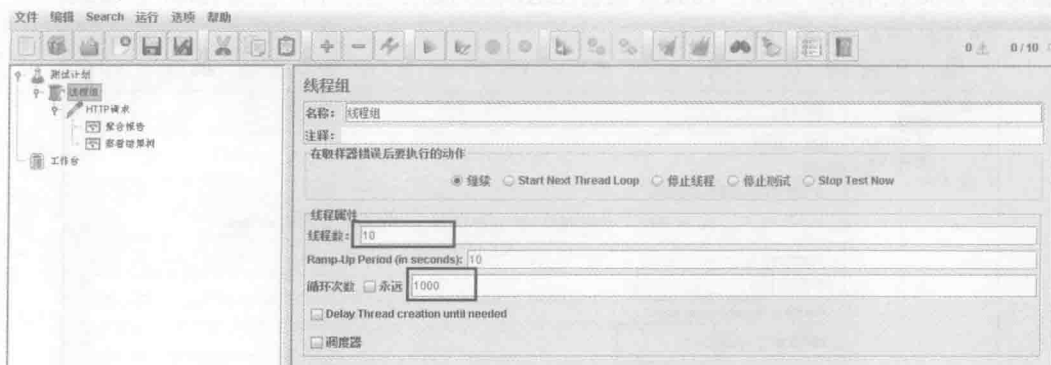 文件 编辑 Search 运行 选项 帮助
0 0/10
测试计划
线程组
HTTP请求
聚合报告
察看结果树
工作台
线程组
名称: 线程组
注释:
在取样器错误后要执行的动作
继续 Start Next Thread Loop 停止线程 停止测试 Stop Test Now
线程属性
线程数: 10
Ramp-Up Period (in seconds): 10
循环次数 永远 1000
Delay Thread creation until needed
调度器